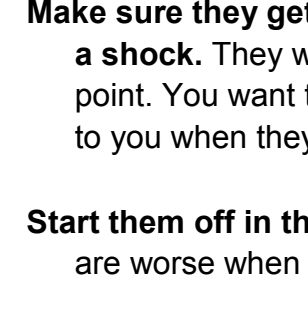 Make sure they get
a shock. They
point. You want
to you when they
Start them off in
are worse when